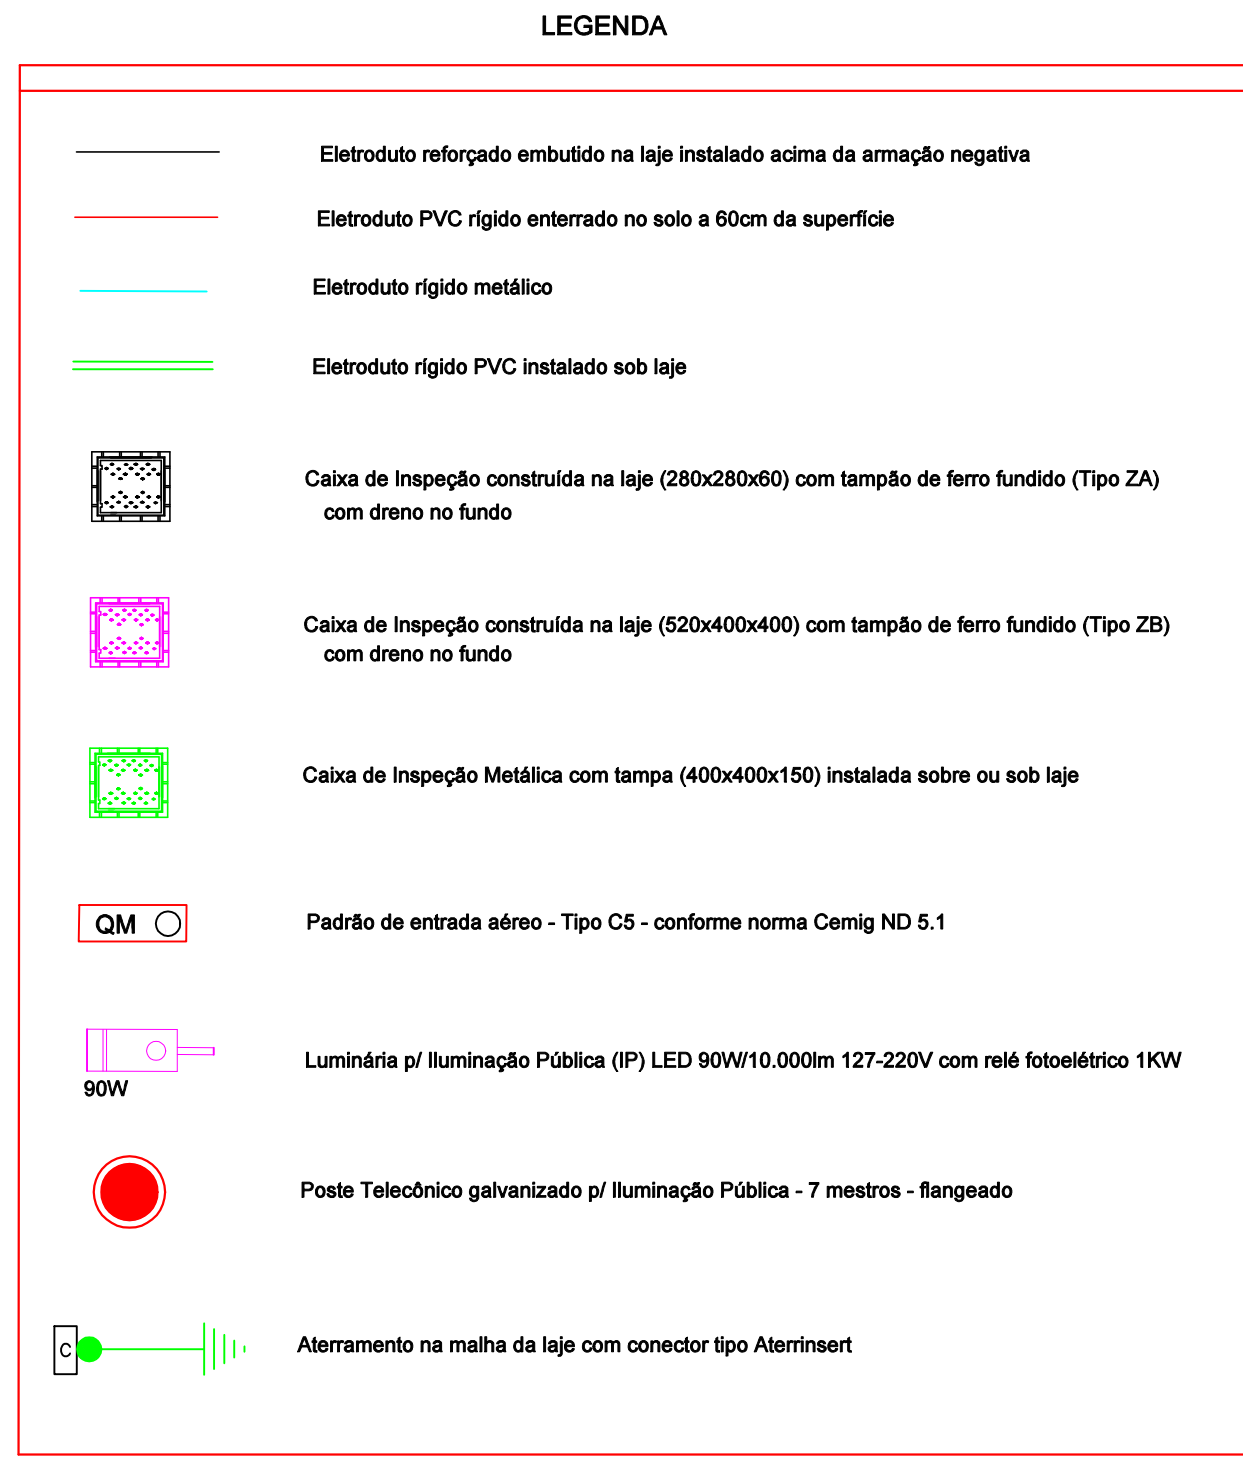 LEGENDA
Eletroduto reforçado embutido na laje instalado acima da armação negativa
Eletroduto PVC rígido enterrado no solo a 60cm da superfície
Eletroduto rígido metálico
Eletroduto rígido PVC instalado sob laje
Caixa de Inspeção construída na laje (280x280x60) com tampão de ferro fundido (Tipo ZA)
com dreno no fundo
Caixa de Inspeção construída na laje (520x400x400) com tampão de ferro fundido (Tipo ZB)
com dreno no fundo
Caixa de Inspeção Metálica com tampa (400x400x150) instalada sobre ou sob laje
QM
Padrão de entrada aéreo - Tipo C5 - conforme norma Cemig ND 5.1
Luminária p/ Iluminação Pública (IP) LED 90W/10.000lm 127-220V com relé fotoelétrico 1KW
90W
Poste Telecônico galvanizado p/ Iluminação Pública - 7 mestros - flangeado
C
Aterramento na malha da laje com conector tipo Aterrinsert